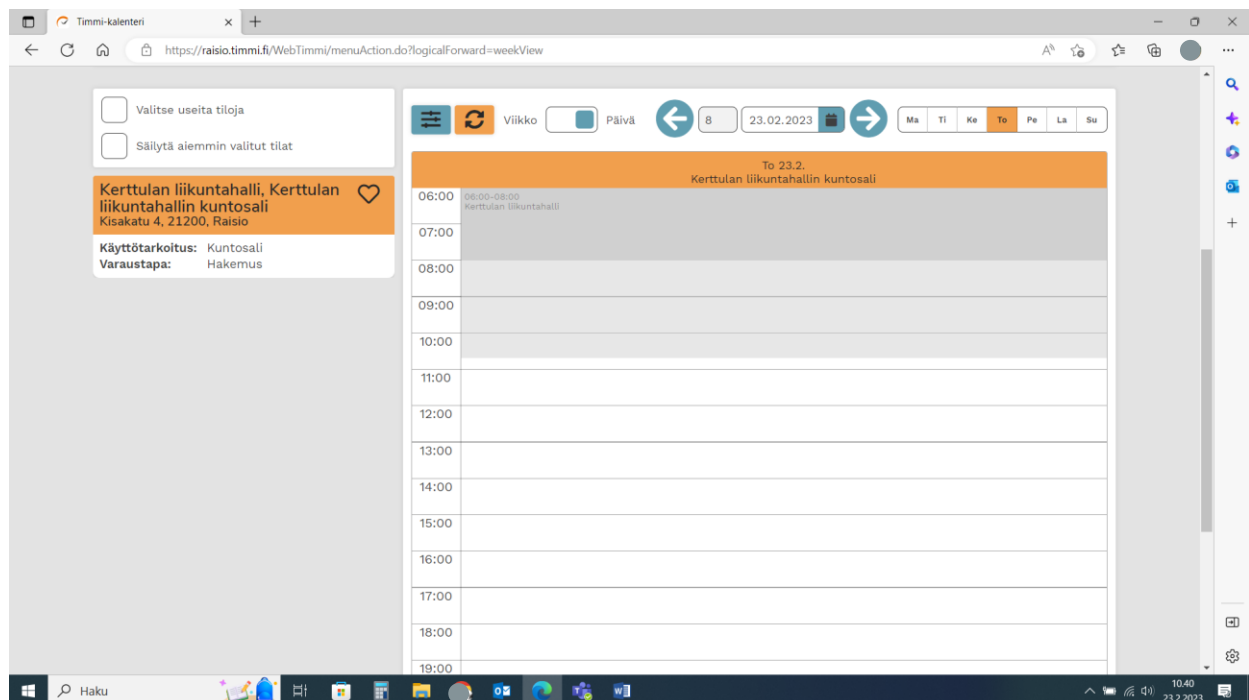 Timmi-kalenteri
https://raisio.timmi.fi/WebTimmi/menuAction.do?logicalForward=weekView
Valitse useita tiloja
Säilytä aiemmin valitut tilat
Kerttulan liikuntahalli, Kerttulan
liikuntahallin kuntosali
Kisakatu 4, 21200, Raisio
Käyttötarkoitus: Kuntosali
Varaustapa: Hakemus
Viikko Päivä 8 23.02.2023 Ma Ti Ke To Pe La Su
To 23.2.
Kerttulan liikuntahallin kuntosali
06:00 06:00-08:00
Kerttulan liikuntahalli
07:00
08:00
09:00
10:00
11:00
12:00
13:00
14:00
15:00
16:00
17:00
18:00
19:00
Haku
10.40
23.2.2023